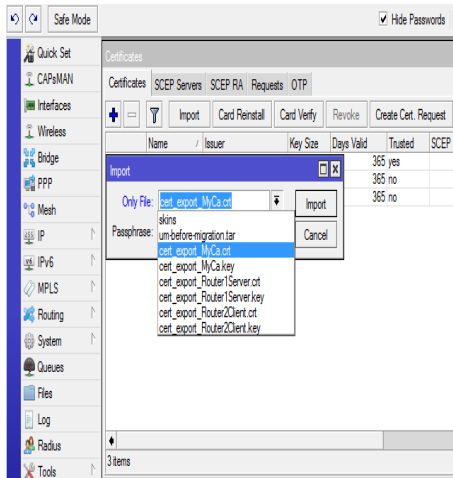 Safe Mode
Hide Passwords
Quick Set
CAPsMAN
Interfaces
Wireless
Bridge
PPP
Mesh
IP
IPv6
MPLS
Routing
System
Queues
Files
Log
Radius
Tools
Certificates
Certificates SCEP Servers SCEP RA Requests OTP
Import Card Reinstall Card Verify Revoke Create Cert. Request
Name / Issuer Key Size Days Valid Trusted SCEP
365 yes
365 no
365 no
Import
Only File: cert_export_MyCa.crt Import
Passphrase: Cancel
skins
um-before-migration.tar
cert_export_MyCa.crt
cert_export_MyCa.key
cert_export_Router1Server.crt
cert_export_Router1Server.key
cert_export_Router2Client.crt
cert_export_Router2Client.key
3 items